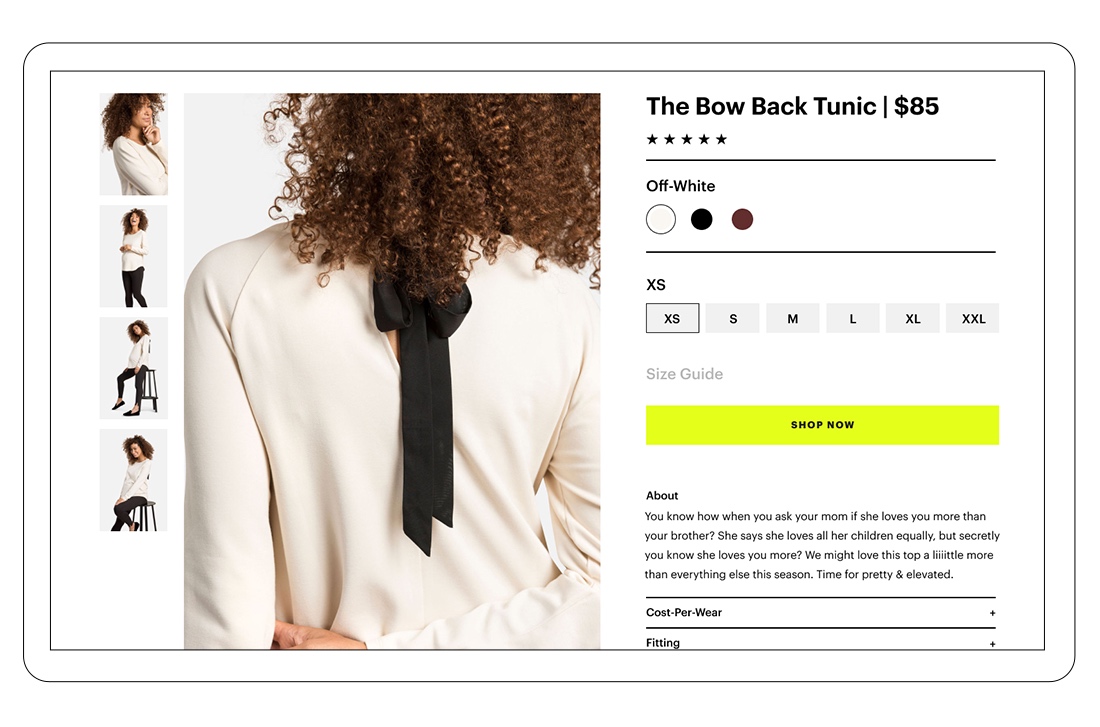 The Bow Back Tunic | $85
★ ★ ★ ★ ★
Off-White
XS
XS S M L XL XXL
Size Guide
SHOP NOW
About
You know how when you ask your mom if she loves you more than
your brother? She says she loves all her children equally, but secretly
you know she loves you more? We might love this top a liiiittle more
than everything else this season. Time for pretty & elevated.
Cost-Per-Wear +
Fitting +